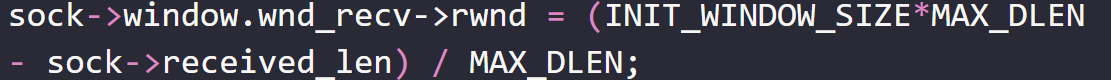 sock->window.wnd_recv->rwnd = (INIT_WINDOW_SIZE*MAX_DLEN
- sock->received_len) / MAX_DLEN;